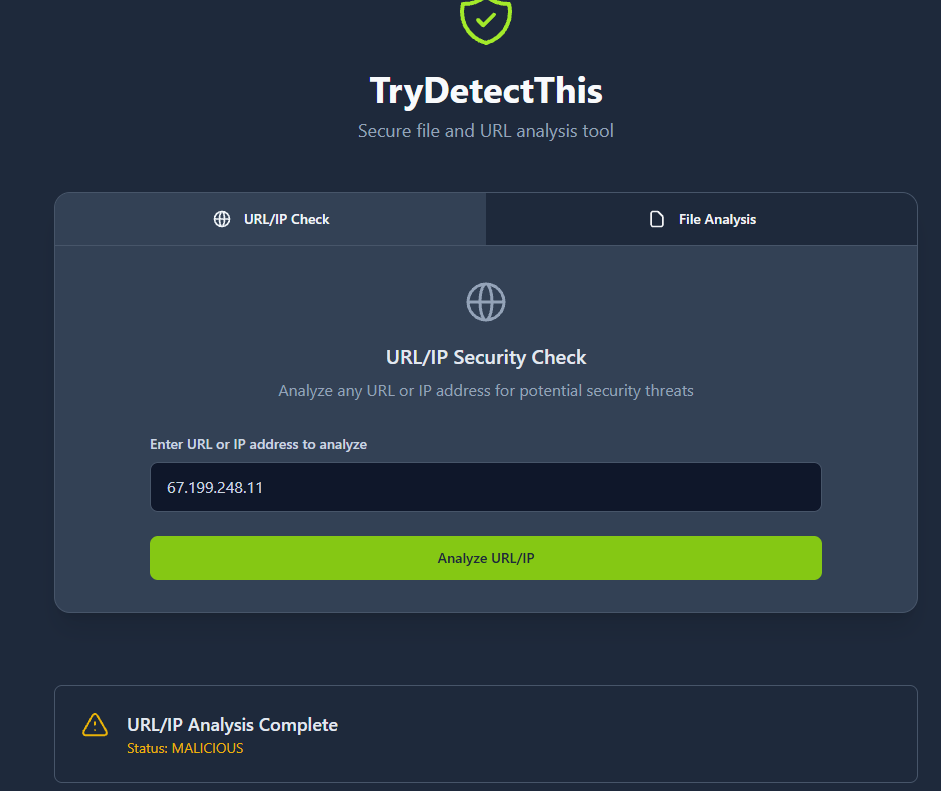 TryDetectThis
Secure file and URL analysis tool
URL/IP Check
File Analysis
URL/IP Security Check
Analyze any URL or IP address for potential security threats
Enter URL or IP address to analyze
67.199.248.11
Analyze URL/IP
URL/IP Analysis Complete
Status: MALICIOUS